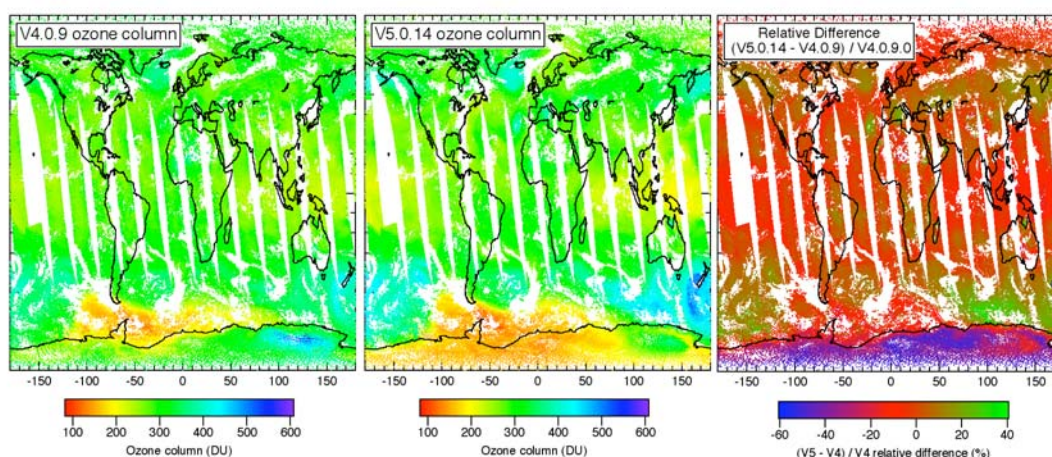 V4.0.9 ozone column
V5.0.14 ozone column
Relative Difference
(V5.0.14 - V4.0.9) / V4.0.9.0
-150 -100 -50 0 50 100 150
-150 -100 -50 0 50 100 150
-150 -100 -50 0 50 100 150
100 200 300 400 500 600
Ozone column (DU)
100 200 300 400 500 600
Ozone column (DU)
-60 -40 -20 0 20 40
(V5 - V4) / V4 relative difference (%)